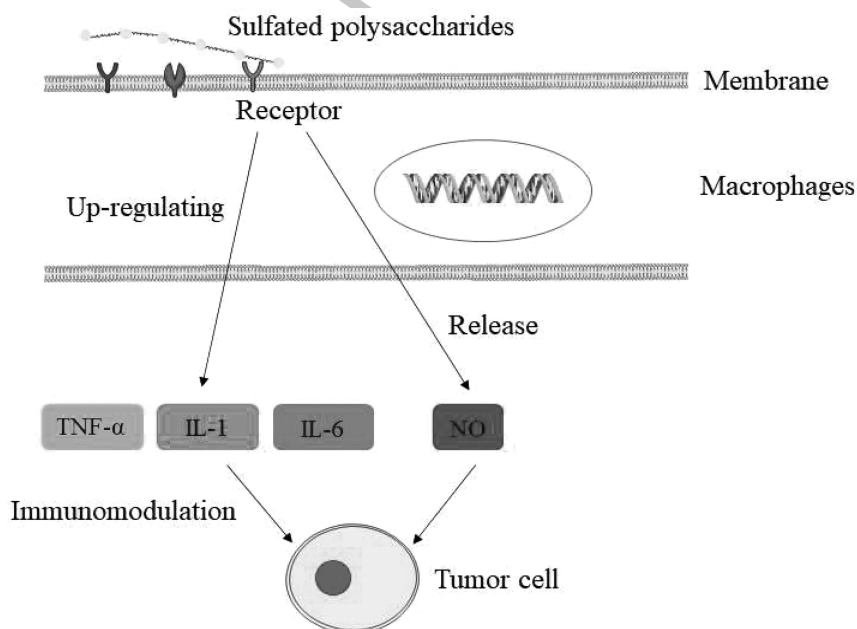 Sulfated polysaccharides
Membrane
Receptor
Macrophages
Up-regulating
Release
TNF-α
IL-1
IL-6
NO
Immunomodulation
Tumor cell